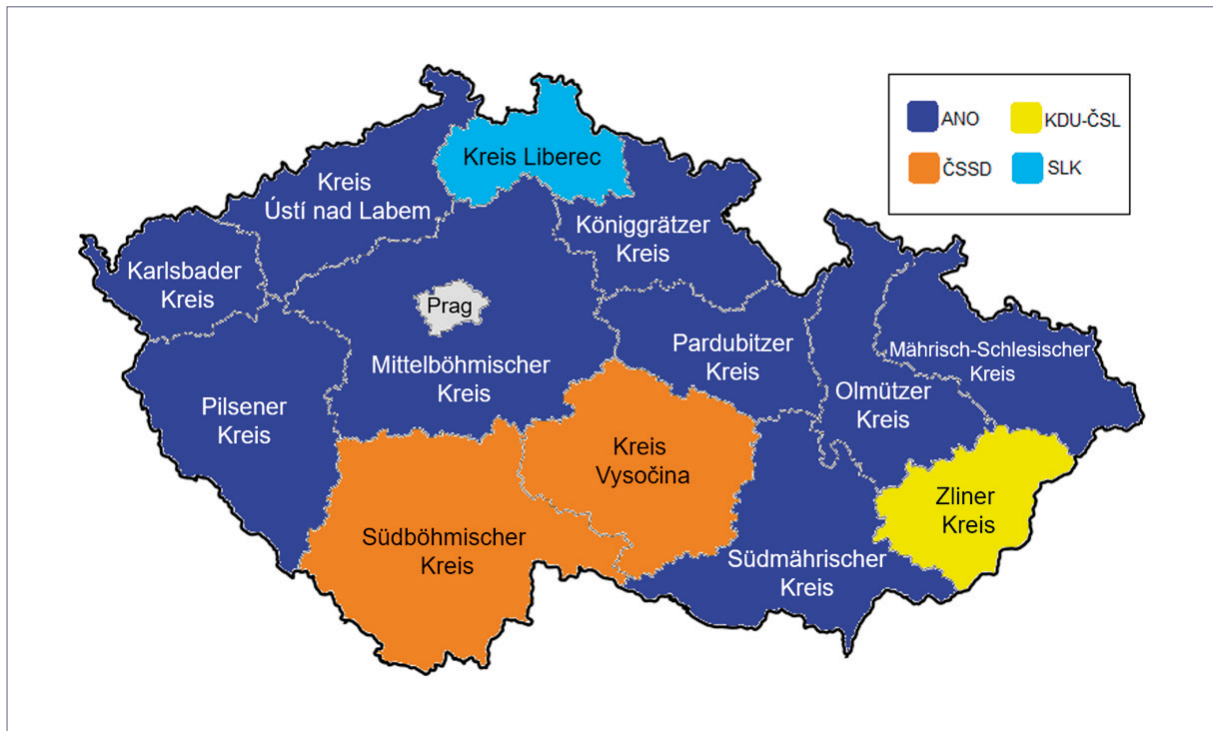 ANO
KDU-ČSL
ČSSD
SLK
Kreis Liberec
Kreis
Ústí nad Labem
Königgrätzer
Kreis
Karlsbader
Kreis
Prag
Pardubitzer
Kreis
Mährisch-Schlesischer
Kreis
Mittelböhmischer
Kreis
Olmützer
Kreis
Pilsener
Kreis
Kreis
Vysočina
Zliner
Kreis
Südböhmischer
Kreis
Südmährischer
Kreis